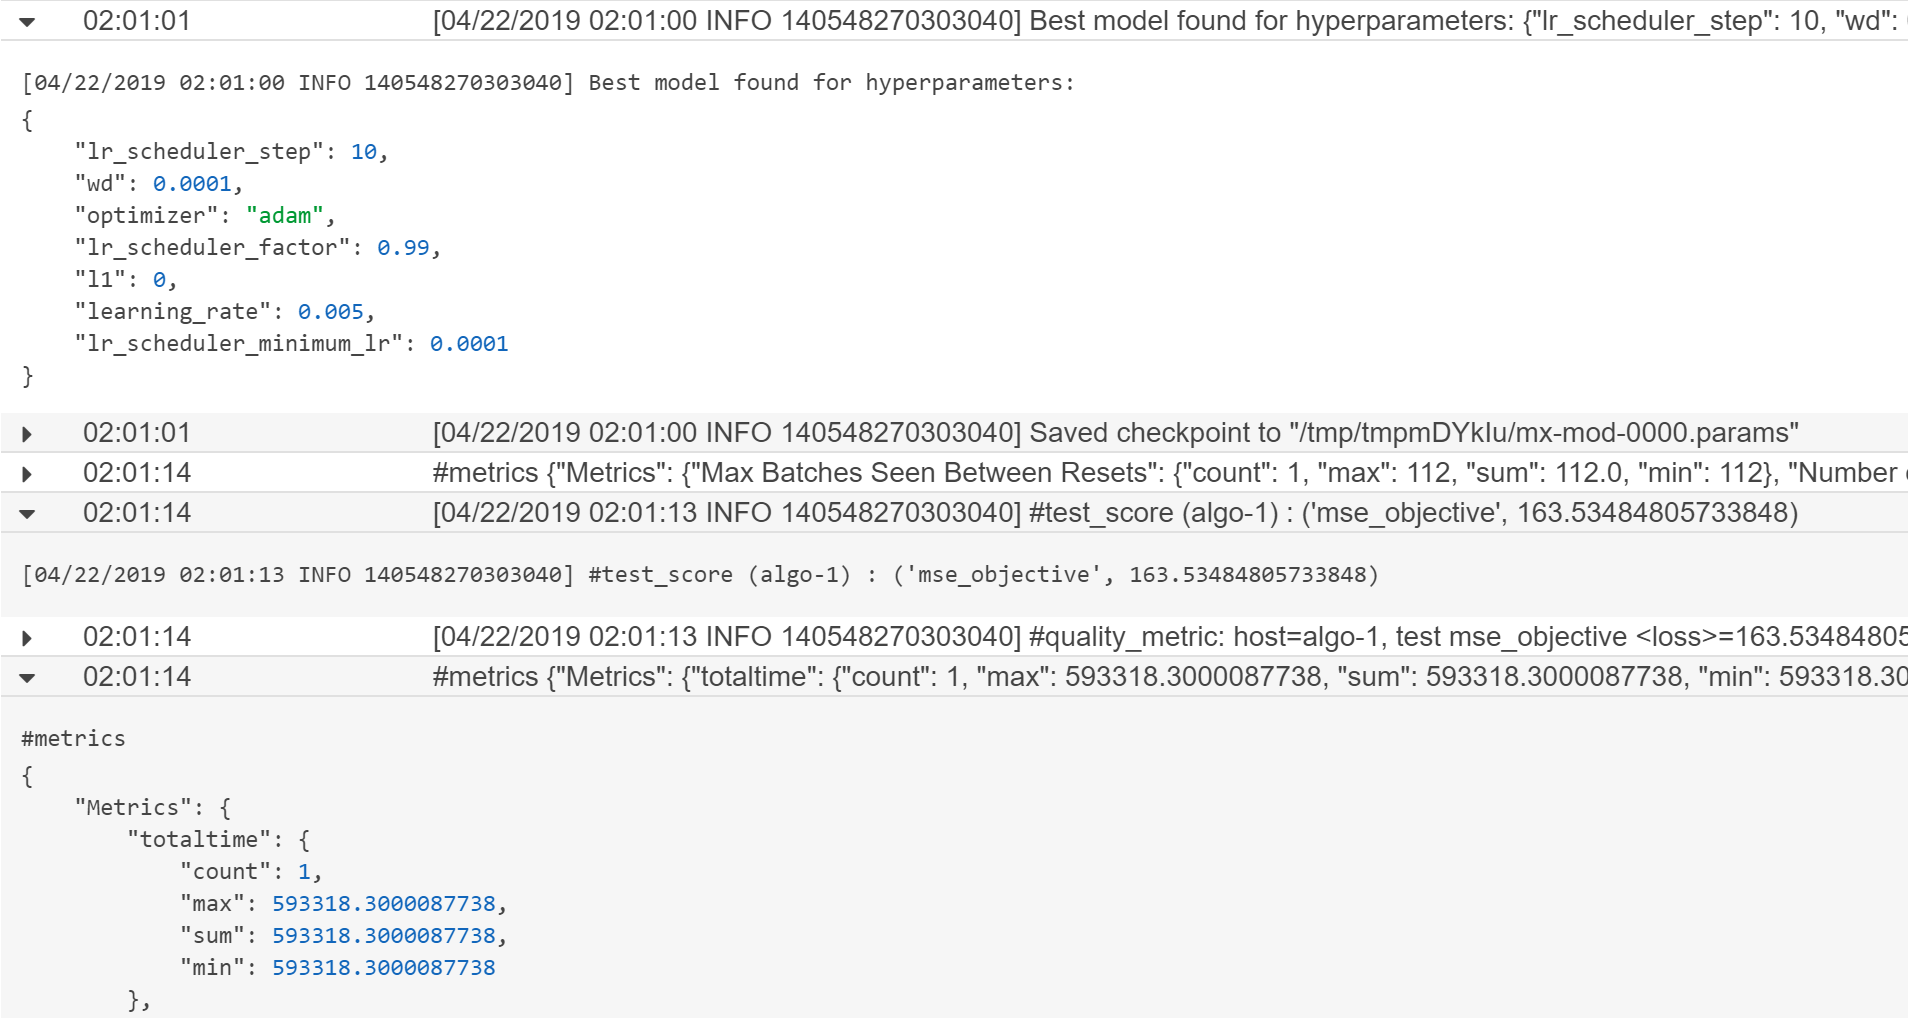 02:01:01 [04/22/2019 02:01:00 INFO 140548270303040] Best model found for hyperparameters: {"lr_scheduler_step": 10, "wd":
[04/22/2019 02:01:00 INFO 140548270303040] Best model found for hyperparameters:
{
"lr_scheduler_step": 10,
"wd": 0.0001,
"optimizer": "adam",
"lr_scheduler_factor": 0.99,
"l1": 0,
"learning_rate": 0.005,
"lr_scheduler_minimum_lr": 0.0001
}
02:01:01 [04/22/2019 02:01:00 INFO 140548270303040] Saved checkpoint to "/tmp/tmpmDYkIu/mx-mod-0000.params"
02:01:14 #metrics {"Metrics": {"Max Batches Seen Between Resets": {"count": 1, "max": 112, "sum": 112.0, "min": 112}, "Number
02:01:14 [04/22/2019 02:01:13 INFO 140548270303040] #test_score (algo-1) : ('mse_objective', 163.53484805733848)
[04/22/2019 02:01:13 INFO 140548270303040] #test_score (algo-1) : ('mse_objective', 163.53484805733848)
02:01:14 [04/22/2019 02:01:13 INFO 140548270303040] #quality_metric: host=algo-1, test mse_objective <loss>=163.53484805
02:01:14 #metrics {"Metrics": {"totaltime": {"count": 1, "max": 593318.3000087738, "sum": 593318.3000087738, "min": 593318.30
#metrics
{
"Metrics": {
"totaltime": {
"count": 1,
"max": 593318.3000087738,
"sum": 593318.3000087738,
"min": 593318.3000087738
},